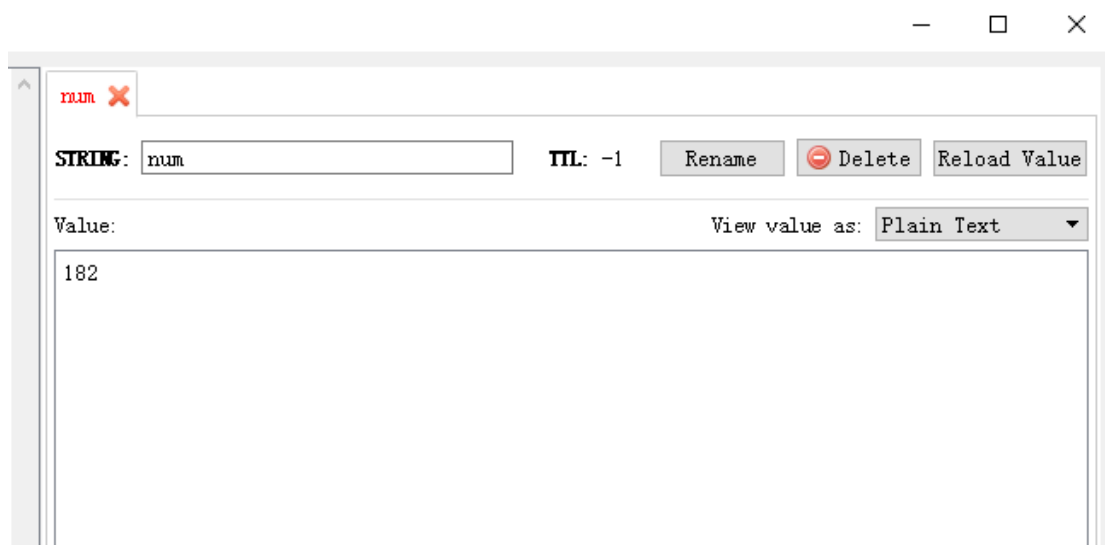 num
STRING: num TTL: -1 Rename Delete Reload Value
Value: View value as: Plain Text
182